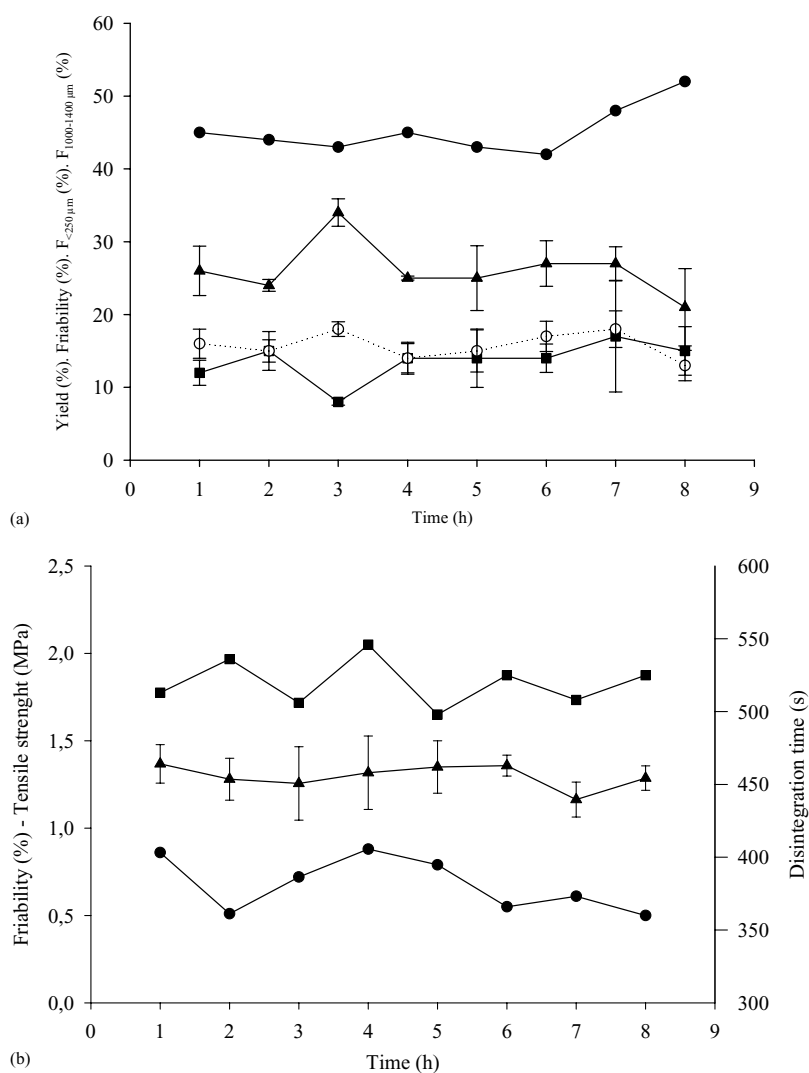 Yield (%). Friability (%). F<250 µm (%). F1000-1400 µm (%)
60
50
40
30
20
10
0
0 1 2 3 4 5 6 7 8 9
Time (h)
(a)
Friability (%) - Tensile strenght (MPa)
2,5
2,0
1,5
1,0
0,5
0,0
600
550
500
450
400
350
300
Disintegration time (s)
0 1 2 3 4 5 6 7 8 9
Time (h)
(b)